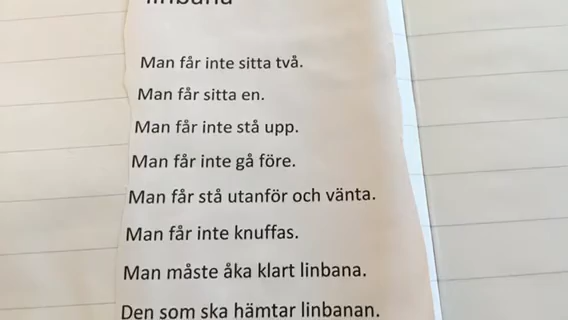 linbana
Man får inte sitta två.
Man får sitta en.
Man får inte stå upp.
Man får inte gå före.
Man får stå utanför och vänta.
Man får inte knuffas.
Man måste åka klart linbana.
Den som ska hämtar linbanan.